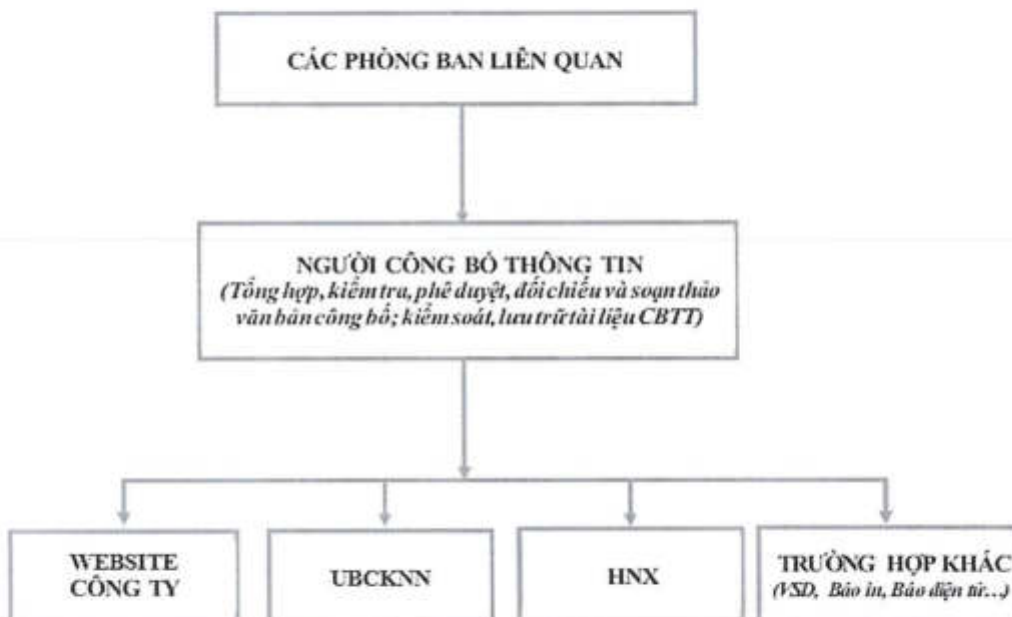 CÁC PHÒNG BAN LIÊN QUAN
NGƯỜI CÔNG BỐ THÔNG TIN
(Tổng hợp, kiểm tra, phê duyệt, đối chiếu và soạn thảo
văn bản công bố; kiểm soát, lưu trữ tài liệu CBTT)
WEBSITE
CÔNG TY
UBCKNN
HNX
TRƯỜNG HỢP KHÁC
(VSD, Báo in, Báo điện tử...)